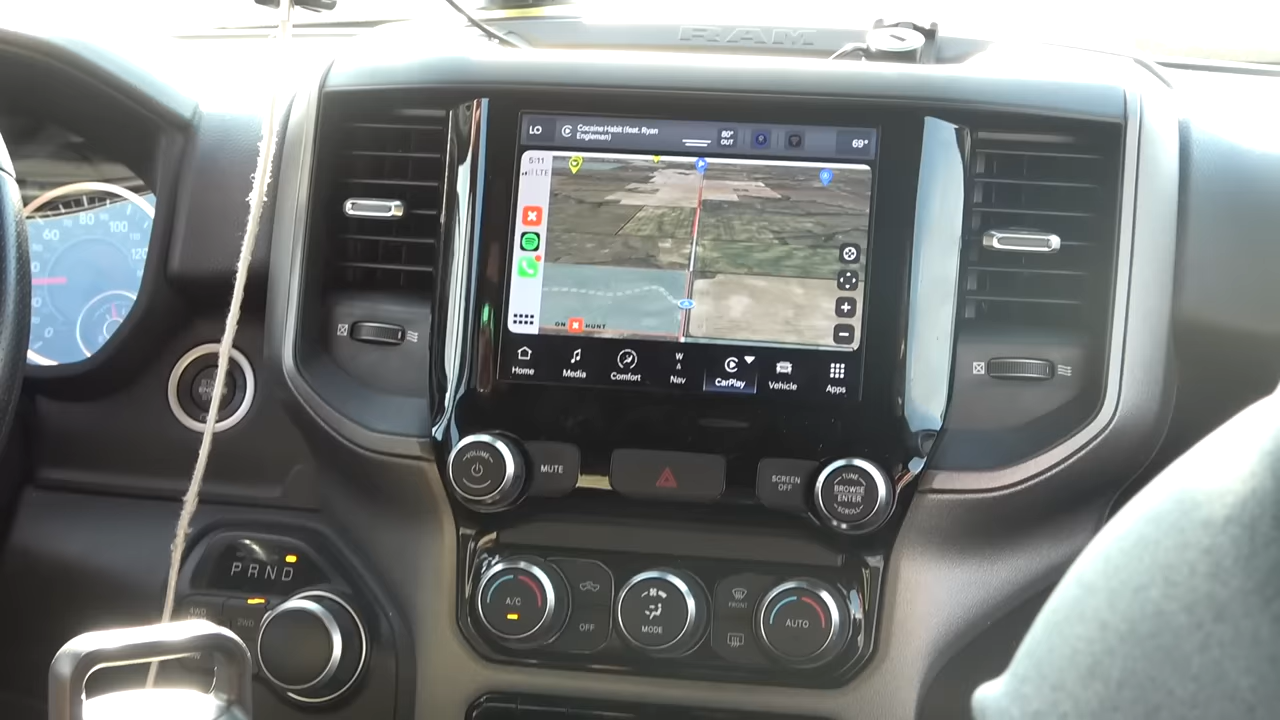 RAM
LO
Cocaine Habit (feat. Ryan
Engleman)
80°
OUT
69°
5:11
LTE
ON X HUNT
Home
Media
Comfort
W
Nav
CarPlay
Vehicle
Apps
60
80
100
120
VOLUME
MUTE
SCREEN
OFF
TUNE
BROWSE
ENTER
SCROLL
P R N D
4WD
2WD
A/C
OFF
MODE
FRONT
AUTO